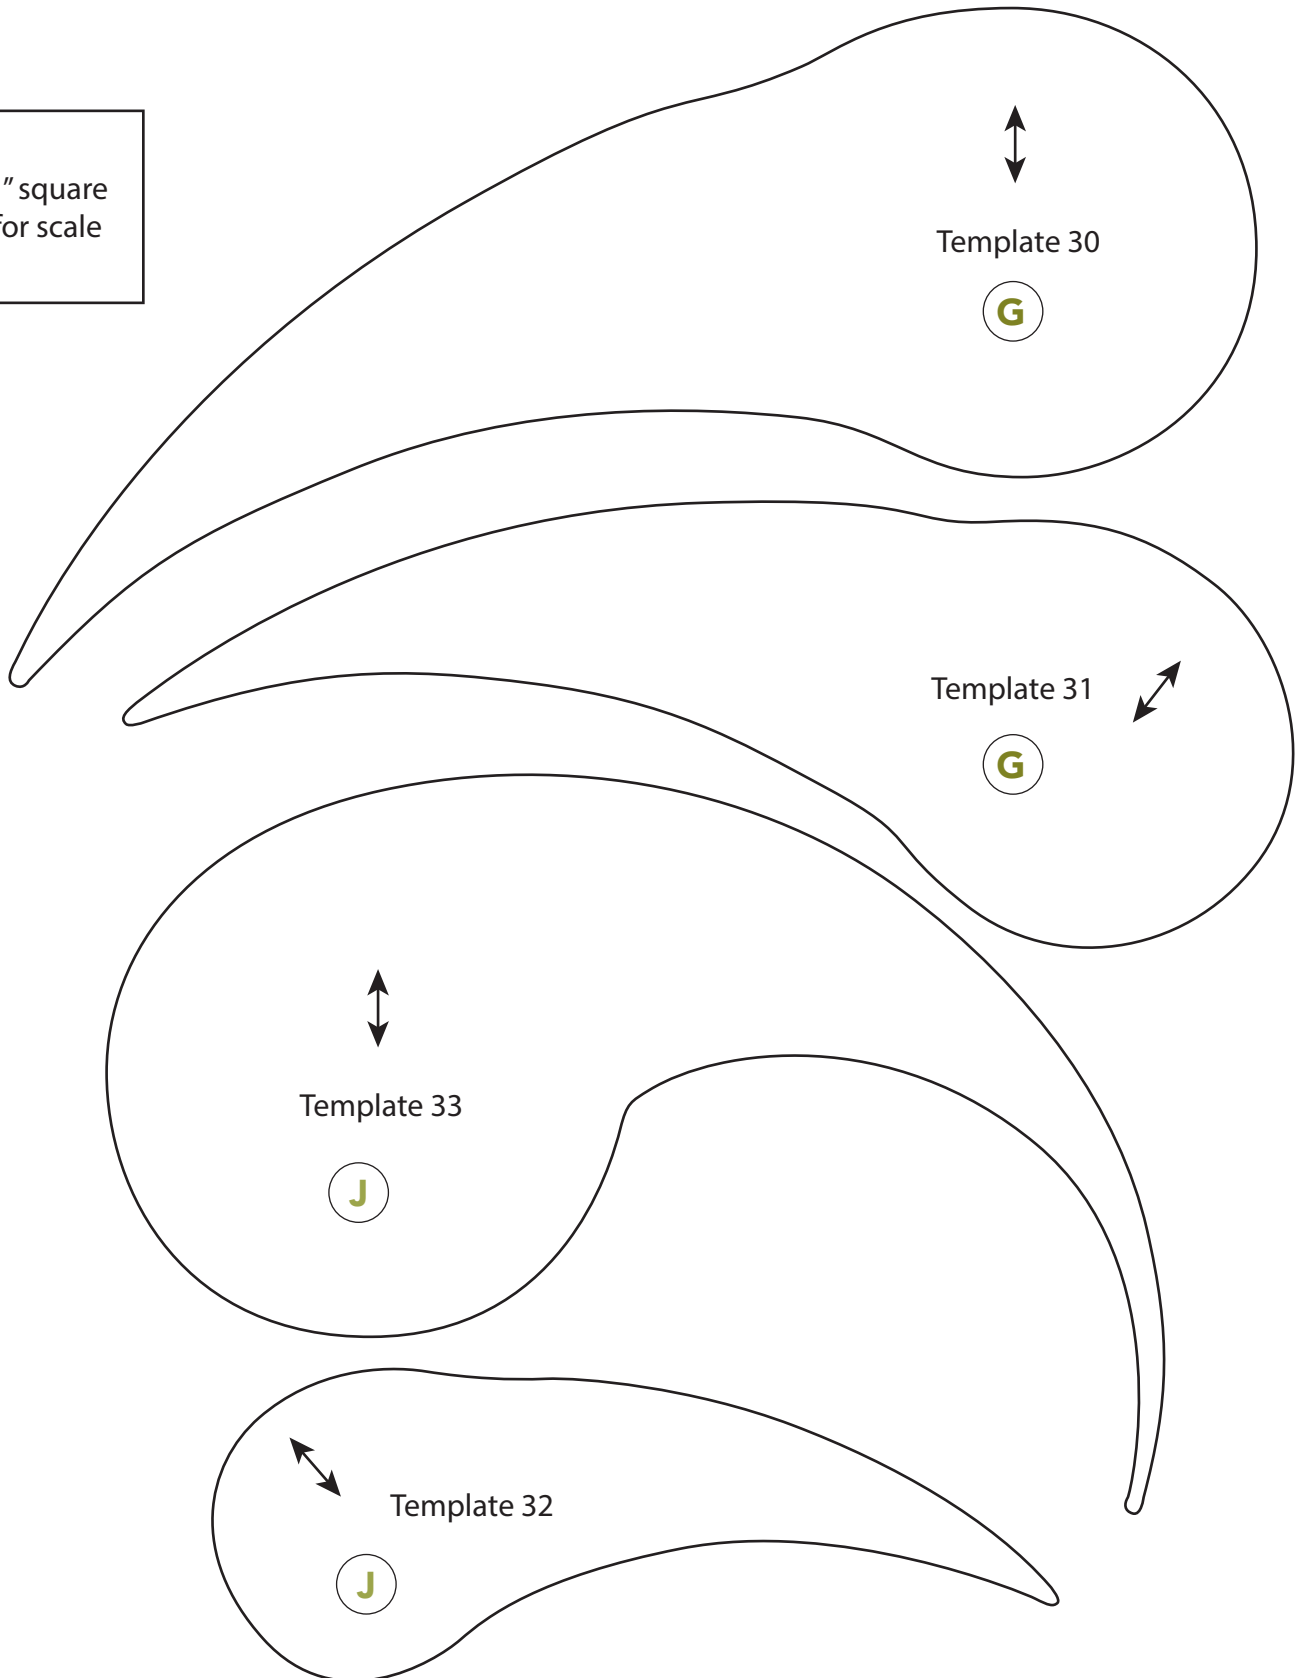 " square
for scale
Template 30
G
Template 31
G
Template 33
J
Template 32
J